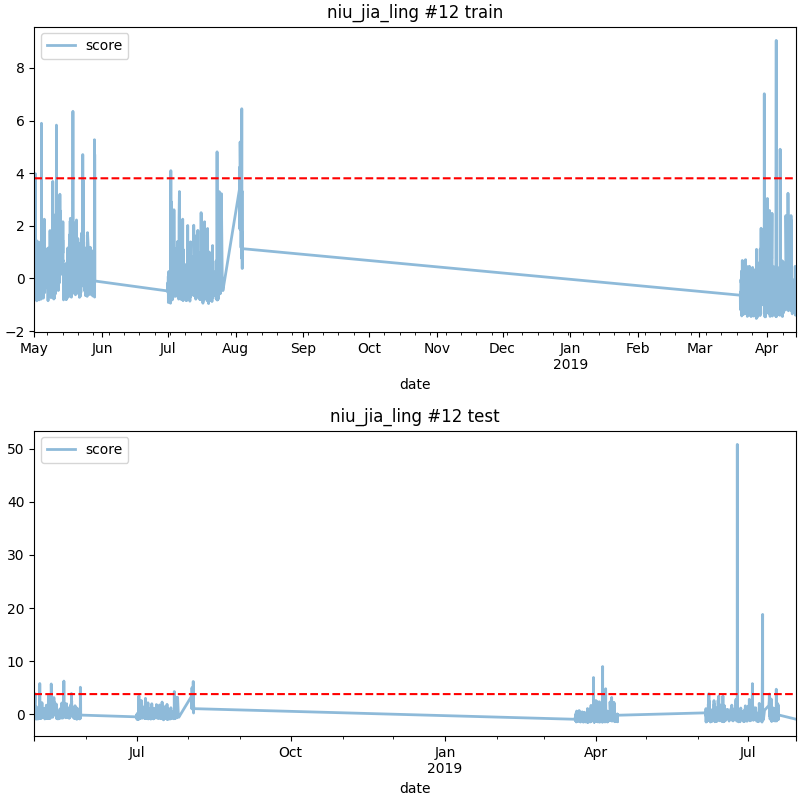 niu_jia_ling #12 train
score
8
6
4
2
0
−2
May Jun Jul Aug Sep Oct Nov Dec Jan Feb Mar Apr
2019
date
niu_jia_ling #12 test
score
50
40
30
20
10
0
Jul Oct Jan Apr Jul
2019
date